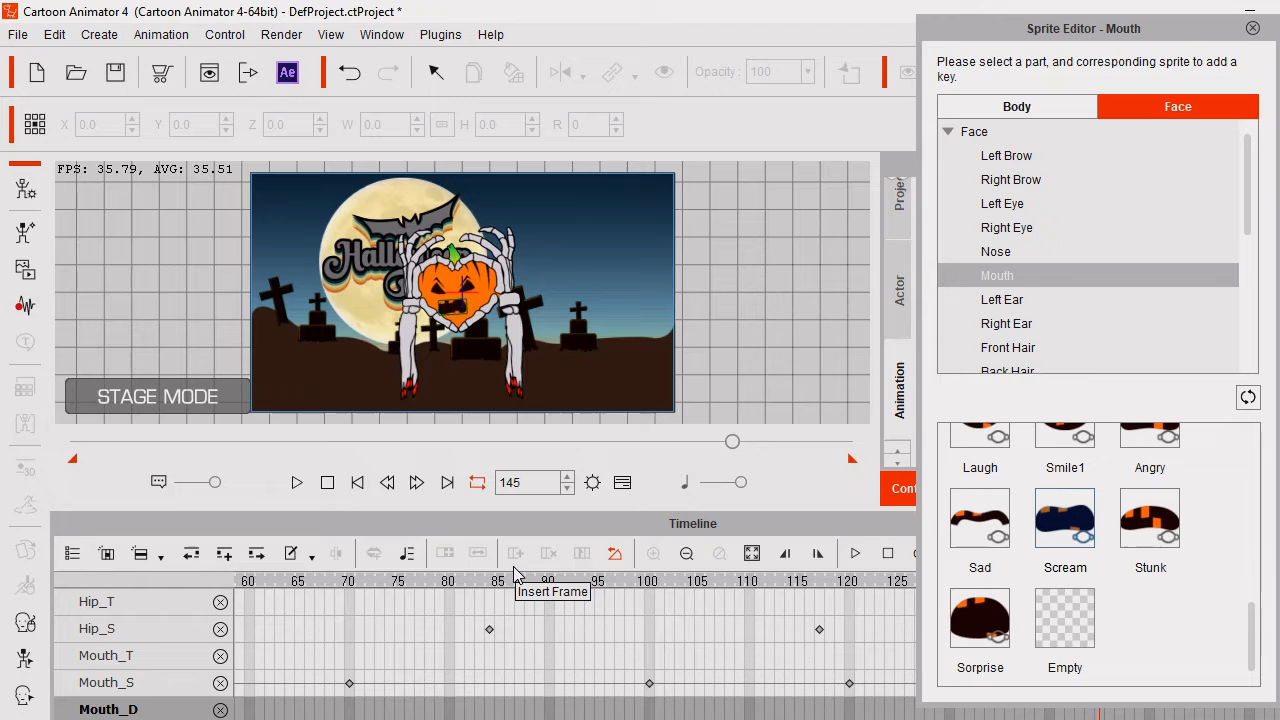 Cartoon Animator 4 (Cartoon Animator 4-64bit) - DefProject.ctProject *
File Edit Create Animation Control Render View Window Plugins Help
Ae
Opacity : 100
X 0.0 Y 0.0 Z 0.0 W 0.0 H 0.0 R 0
FPS: 35.79, AVG: 35.51
STAGE MODE
145
Timeline
60 65 70 75 80 85 90 95 100 105 110 115 120 125
Insert Frame
Hip_T
Hip_S
Mouth_T
Mouth_S
Mouth_D
Actor
Animation
Sprite Editor - Mouth
Please select a part, and corresponding sprite to add a
key.
Body Face
Face
Left Brow
Right Brow
Left Eye
Right Eye
Nose
Mouth
Left Ear
Right Ear
Front Hair
Back Hair
Laugh Smile1 Angry
Sad Scream Stunk
Sorprise Empty